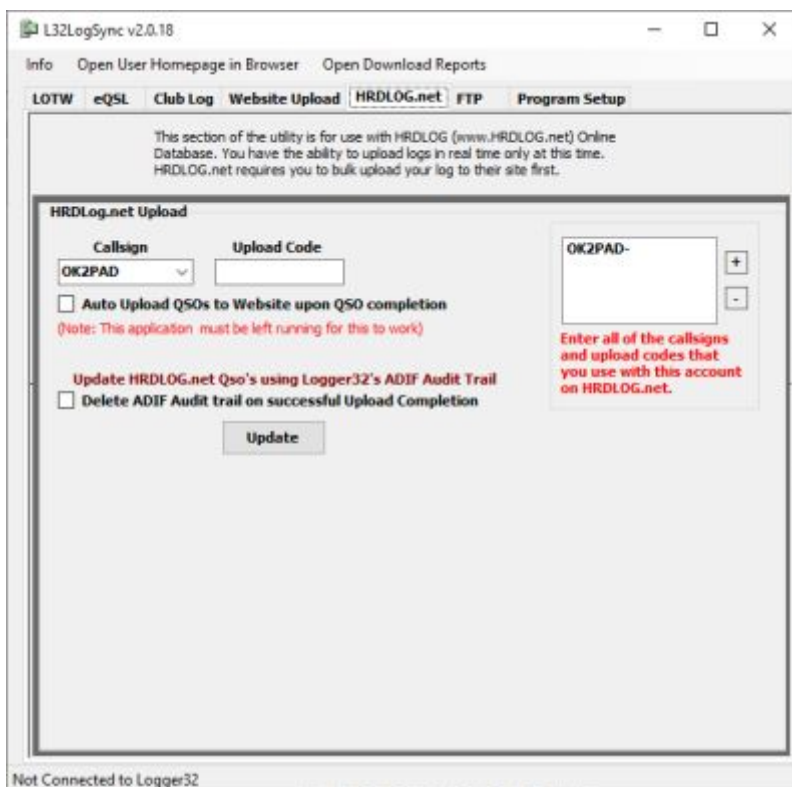 L32LogSync v2.0.18
Info Open User Homepage in Browser Open Download Reports
LOTW eQSL Club Log Website Upload HRDLOG.net FTP Program Setup
This section of the utility is for use with HRDLOG (www.HRDLOG.net) Online
Database. You have the ability to upload logs in real time only at this time.
HRDLOG.net requires you to bulk upload your log to their site first.
HRDLog.net Upload
Callsign Upload Code
OK2PAD
OK2PAD-
+
-
Auto Upload QSOs to Website upon QSO completion
(Note: This application must be left running for this to work)
Enter all of the callsigns
and upload codes that
you use with this account
on HRDLOG.net.
Update HRDLOG.net Qso's using Logger32's ADIF Audit Trail
Delete ADIF Audit trail on successful Upload Completion
Update
Not Connected to Logger32